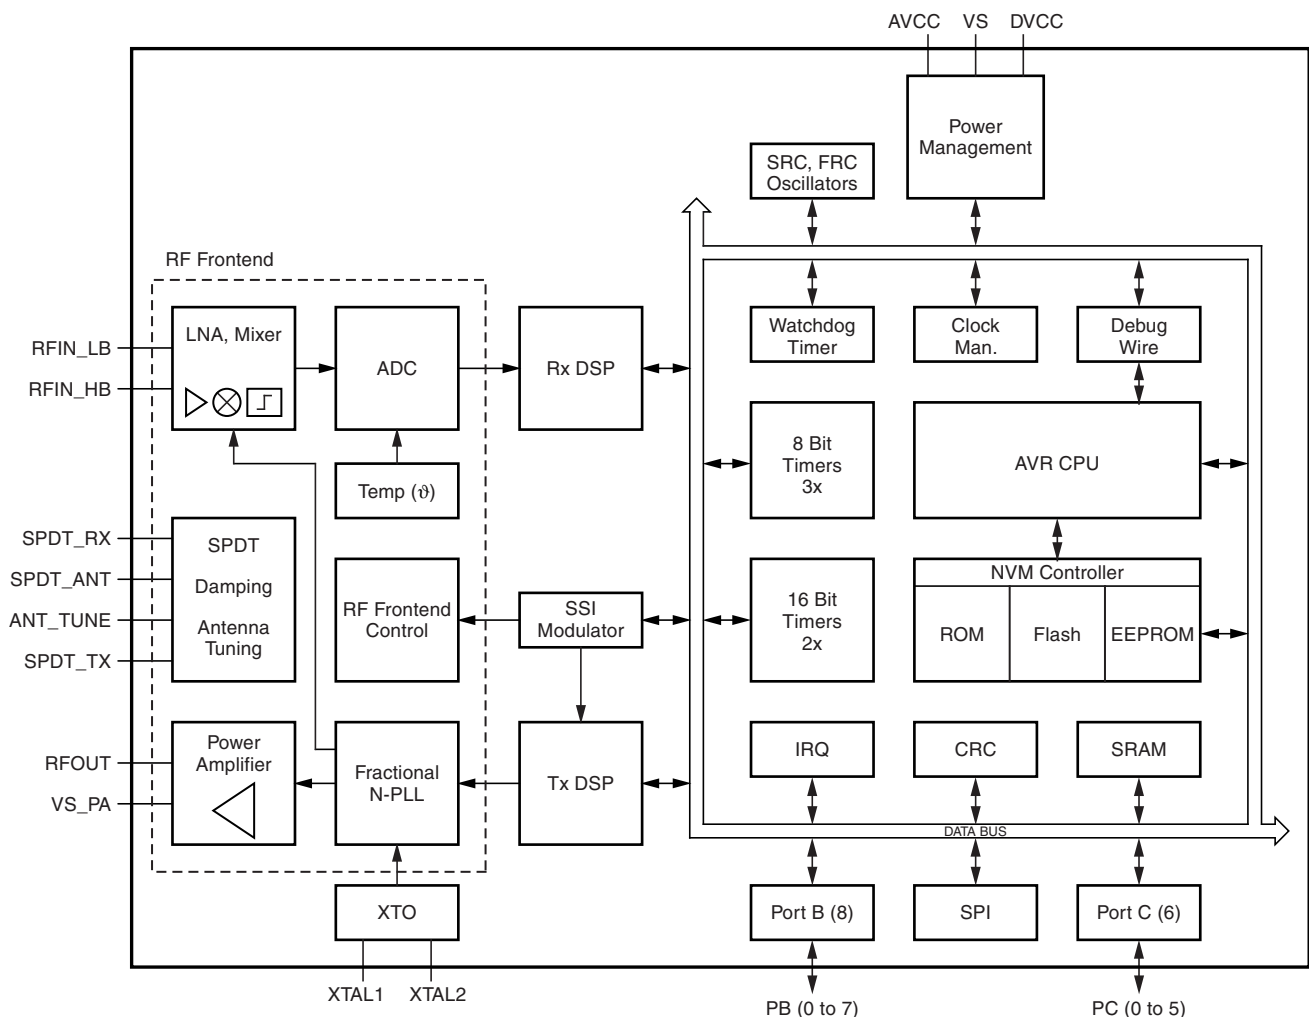 AVCC VS DVCC
Power
Management
SRC, FRC
Oscillators
RF Frontend
LNA, Mixer
ADC
Rx DSP
Watchdog
Timer
Clock
Man.
Debug
Wire
RFIN_LB
RFIN_HB
Temp (ϑ)
8 Bit
Timers
3x
AVR CPU
SPDT_RX
SPDT_ANT
ANT_TUNE
SPDT_TX
SPDT
Damping
Antenna
Tuning
RF Frontend
Control
SSI
Modulator
16 Bit
Timers
2x
NVM Controller
ROM
Flash
EEPROM
RFOUT
VS_PA
Power
Amplifier
Fractional
N-PLL
Tx DSP
IRQ
CRC
SRAM
DATA BUS
XTO
Port B (8)
SPI
Port C (6)
XTAL1 XTAL2
PB (0 to 7)
PC (0 to 5)